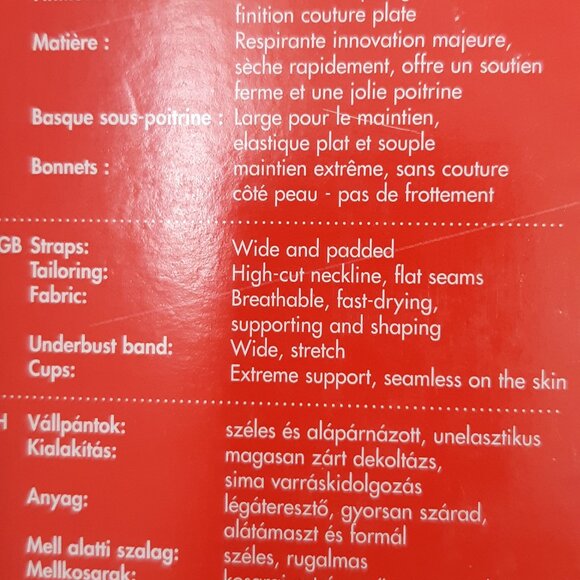 finition couture plate
Matière : Respirante innovation majeure,
sèche rapidement, offre un soutien
ferme et une jolie poitrine
Basque sous-poitrine : Large pour le maintien,
elastique plat et souple
Bonnets : maintien extrême, sans couture
côté peau - pas de frottement
GB Straps: Wide and padded
Tailoring: High-cut neckline, flat seams
Fabric: Breathable, fast-drying,
supporting and shaping
Underbust band: Wide, stretch
Cups: Extreme support, seamless on the skin
H Vállpántok: széles és alápárnázott, unelasztikus
Kialakítás: magasan zárt dekoltázs,
sima varráskidolgozás
Anyag: légáteresztő, gyorsan szárad,
alátámaszt és formál
Mell alatti szalag: széles, rugalmas
Mellkosarak: